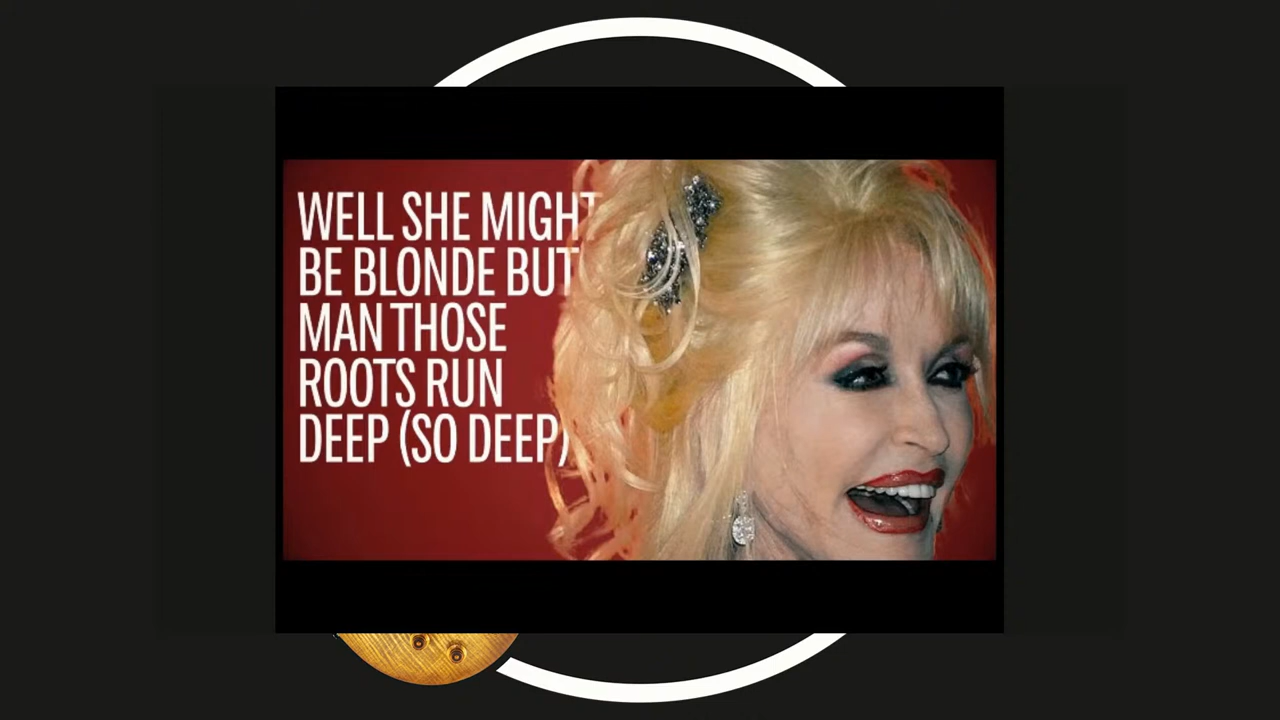 WELL SHE MIGHT
BE BLONDE BUT
MAN THOSE
ROOTS RUN
DEEP (SO DEEP)